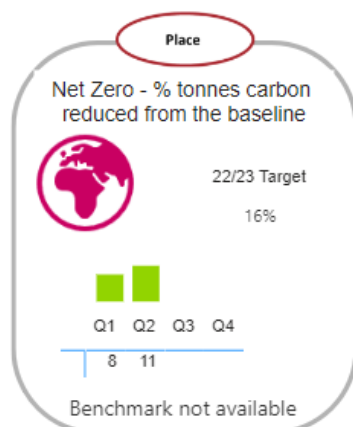 Place
Net Zero - % tonnes carbon
reduced from the baseline
22/23 Target
16%
Q1 Q2 Q3 Q4
8 11
Benchmark not available